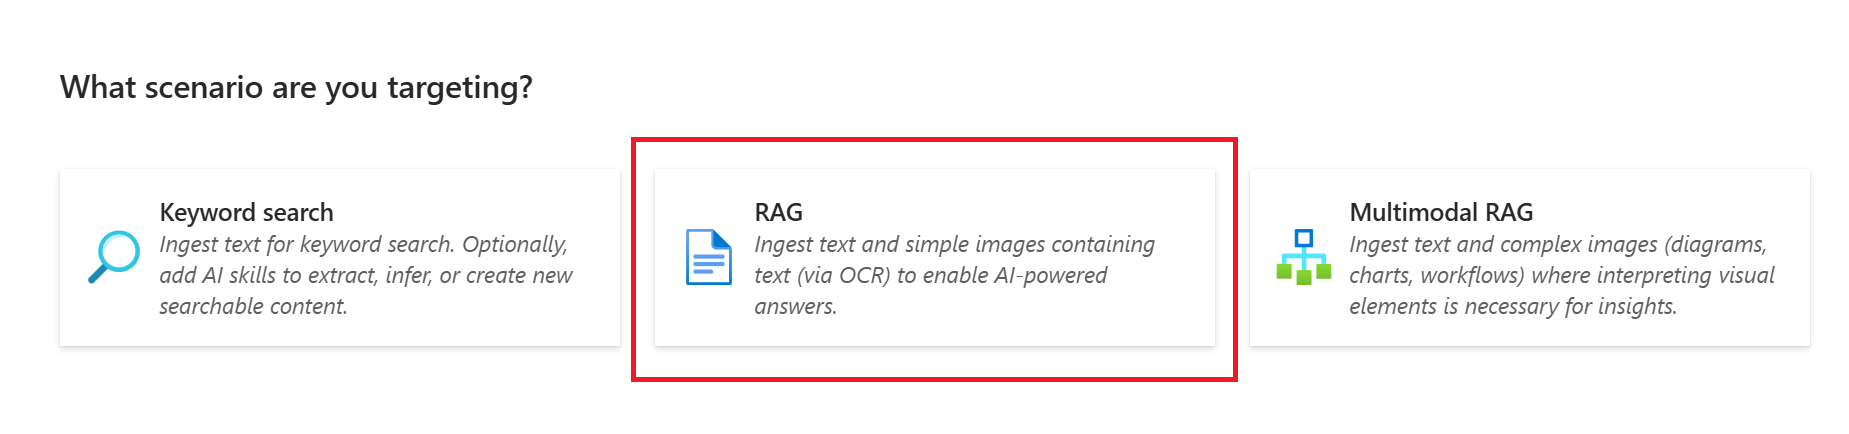 What scenario are you targeting?
Keyword search
Ingest text for keyword search. Optionally,
add AI skills to extract, infer, or create new
searchable content.
RAG
Ingest text and simple images containing
text (via OCR) to enable AI-powered
answers.
Multimodal RAG
Ingest text and complex images (diagrams,
charts, workflows) where interpreting visual
elements is necessary for insights.